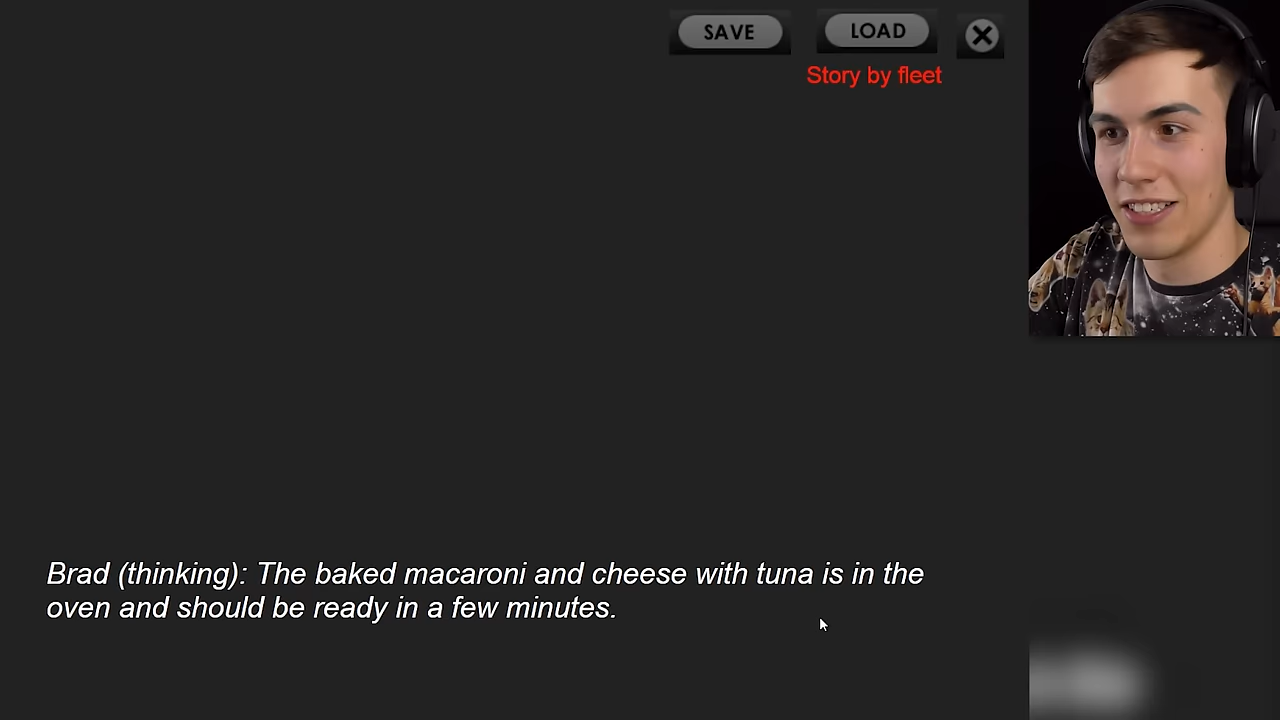 SAVE
LOAD
Story by fleet
Brad (thinking): The baked macaroni and cheese with tuna is in the
oven and should be ready in a few minutes.